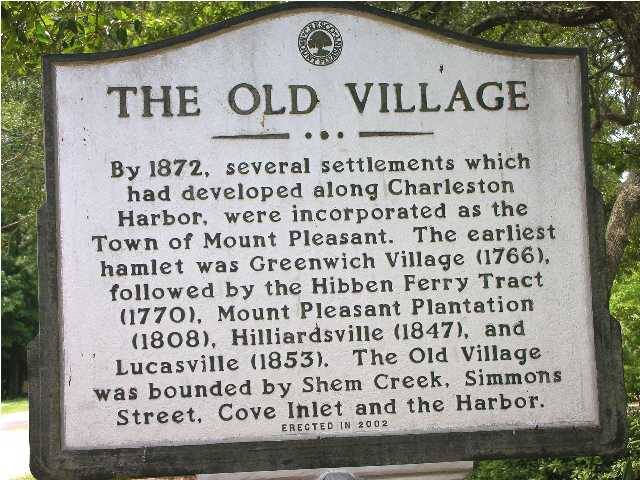 CRESCO
MOUNT PLEASANT
THE OLD VILLAGE
By 1872, several settlements which
had developed along Charleston
Harbor, were incorporated as the
Town of Mount Pleasant. The earliest
hamlet was Greenwich Village (1766),
followed by the Hibben Ferry Tract
(1770), Mount Pleasant Plantation
(1808), Hilliardsville (1847), and
Lucasville (1853). The Old Village
was bounded by Shem Creek, Simmons
Street, Cove Inlet and the Harbor.
ERECTED IN 2002